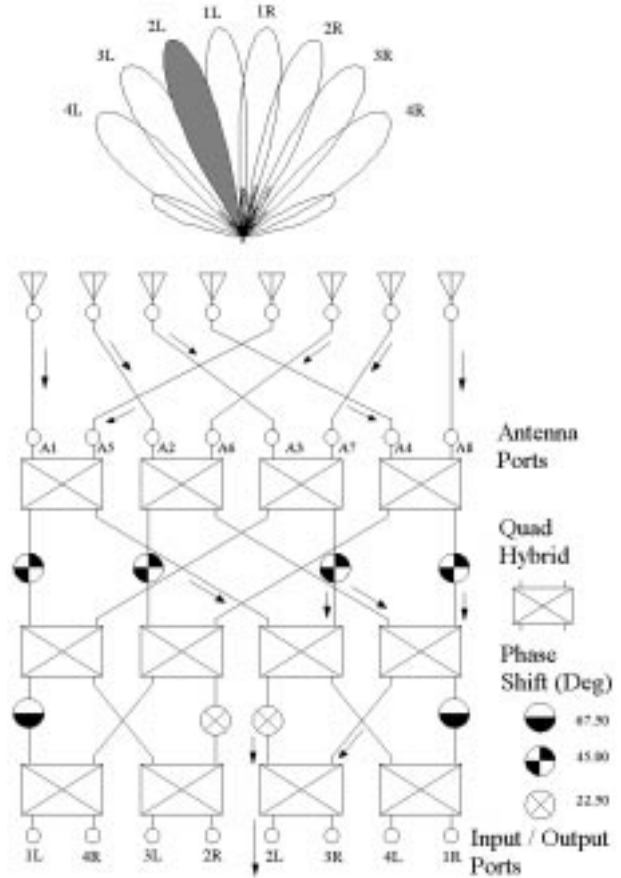 1L 1R
2L 2R
3L 3R
4L 4R
A1 A5 A2 A6 A3 A7 A4 A8
Antenna
Ports
Quad
Hybrid
Phase
Shift (Deg)
67.50
45.00
22.50
1L 4R 3L 2R 2L 3R 4L 1R
Input / Output
Ports